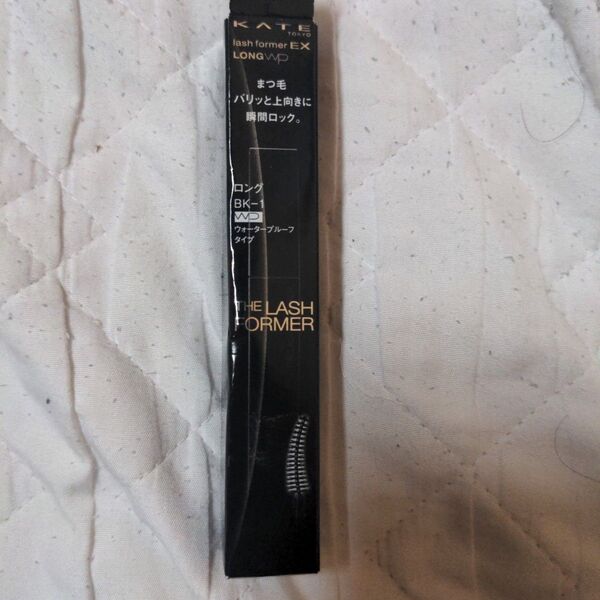 KATE
TOKYO
lash former EX
LONG WP
まつ毛
バリッと上向きに
瞬間ロック。
ロング
BK-1
WP
ウォータープルーフ
タイプ
THE LASH
FORMER